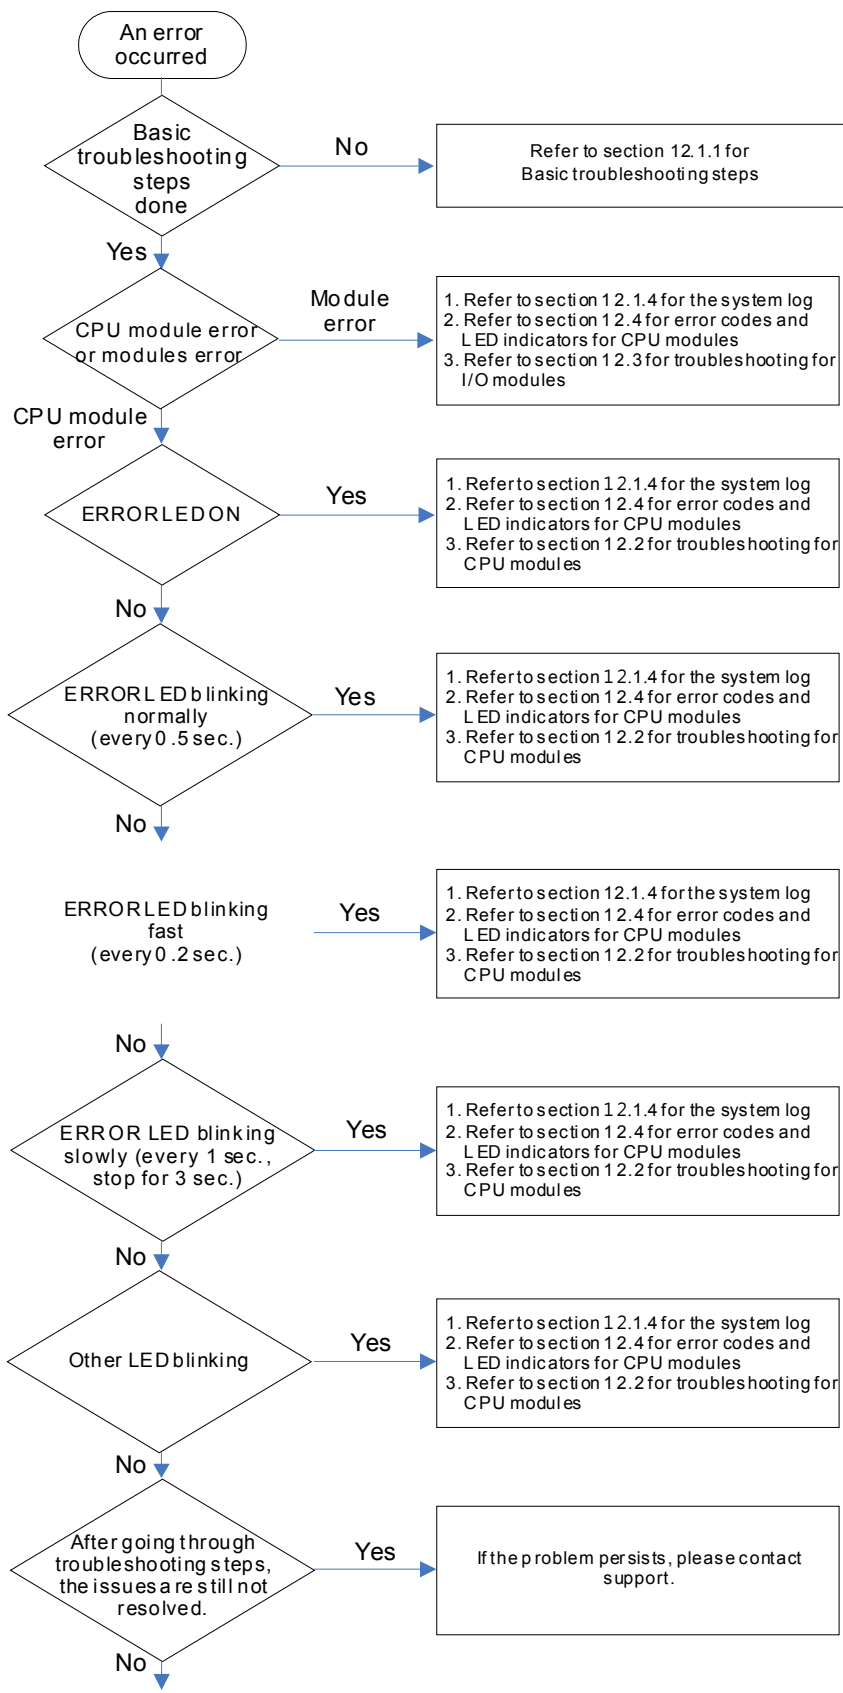 An error
occurred
Basic
troubleshooting
steps
done
No
Refer to section 12.1.1 for
Basic troubleshooting steps
Yes
CPU module error
or modules error
Module
error
1. Refer to section 12.1.4 for the system log
2. Refer to section 12.4 for error codes and
LED indicators for CPU modules
3. Refer to section 12.3 for troubleshooting for
I/O modules
CPU module
error
ERROR LED ON
Yes
1. Refer to section 12.1.4 for the system log
2. Refer to section 12.4 for error codes and
LED indicators for CPU modules
3. Refer to section 12.2 for troubleshooting for
CPU modules
No
ERROR LED blinking
normally
(every 0.5 sec.)
Yes
1. Refer to section 12.1.4 for the system log
2. Refer to section 12.4 for error codes and
LED indicators for CPU modules
3. Refer to section 12.2 for troubleshooting for
CPU modules
No
ERROR LED blinking
fast
(every 0.2 sec.)
Yes
1. Refer to section 12.1.4 for the system log
2. Refer to section 12.4 for error codes and
LED indicators for CPU modules
3. Refer to section 12.2 for troubleshooting for
CPU modules
No
ERROR LED blinking
slowly (every 1 sec.,
stop for 3 sec.)
Yes
1. Refer to section 12.1.4 for the system log
2. Refer to section 12.4 for error codes and
LED indicators for CPU modules
3. Refer to section 12.2 for troubleshooting for
CPU modules
No
Other LED blinking
Yes
1. Refer to section 12.1.4 for the system log
2. Refer to section 12.4 for error codes and
LED indicators for CPU modules
3. Refer to section 12.2 for troubleshooting for
CPU modules
No
After going through
troubleshooting steps,
the issues are still not
resolved.
Yes
If the problem persists, please contact
support.
No